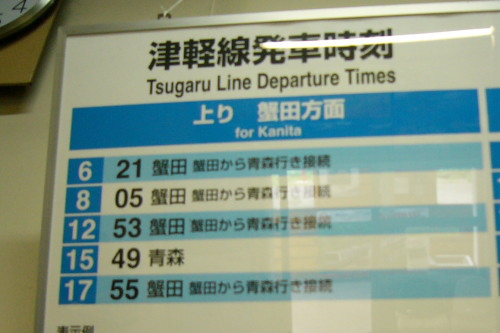 津軽線発車時刻
Tsugaru Line Departure Times
上り 蟹田方面
for Kanita
6 21 蟹田 蟹田から青森行き接続
8 05 蟹田 蟹田から青森行き接続
12 53 蟹田 蟹田から青森行き接続
15 49 青森
17 55 蟹田 蟹田から青森行き接続
表示例